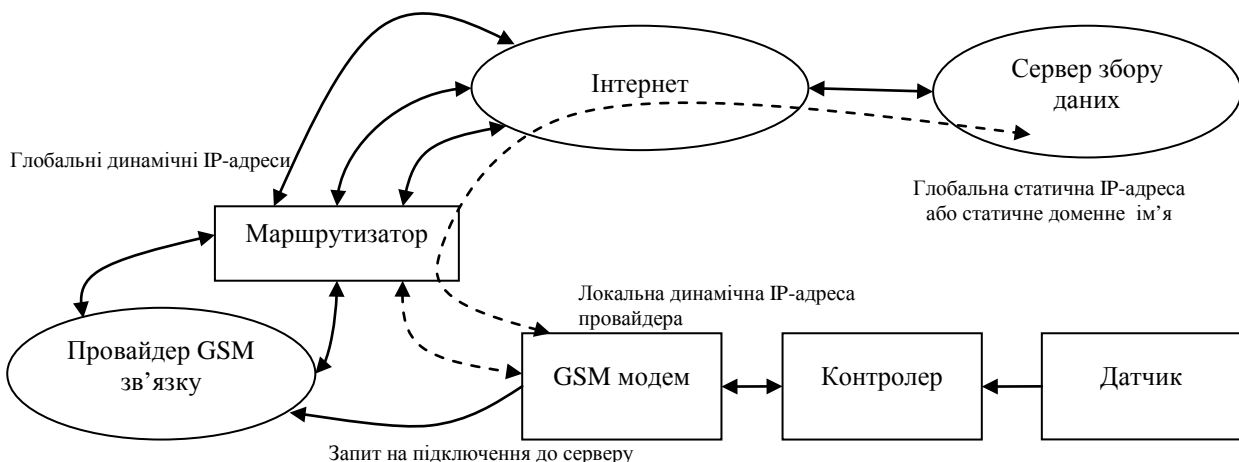 Інтернет
Сервер збору
даних
Глобальні динамічні IP-адреси
Глобальна статична IP-адреса
або статичне доменне ім’я
Маршрутизатор
Локальна динамічна IP-адреса
провайдера
Провайдер GSM
зв’язку
GSM модем
Контролер
Датчик
Запит на підключення до серверу